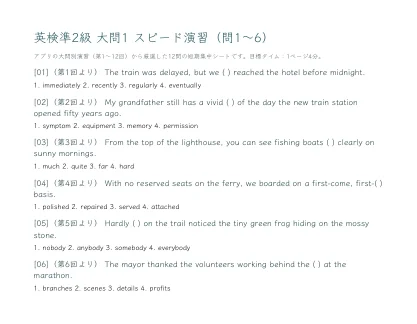 英検準2級 大問1 スピード演習（問1〜6）
アプリの大問別演習（第1〜12回）から厳選した12問の短期集中シートです。目標タイム：1ページ4分。
[01]（第1回より） The train was delayed, but we ( ) reached the hotel before midnight.
1. immediately 2. recently 3. regularly 4. eventually
[02]（第2回より） My grandfather still has a vivid ( ) of the day the new train station
opened fifty years ago.
1. symptom 2. equipment 3. memory 4. permission
[03]（第3回より） From the top of the lighthouse, you can see fishing boats ( ) clearly on
sunny mornings.
1. much 2. quite 3. far 4. hard
[04]（第4回より） With no reserved seats on the ferry, we boarded on a first-come, first-( )
basis.
1. polished 2. repaired 3. served 4. attached
[05]（第5回より） Hardly ( ) on the trail noticed the tiny green frog hiding on the mossy
stone.
1. nobody 2. anybody 3. somebody 4. everybody
[06]（第6回より） The mayor thanked the volunteers working behind the ( ) at the
marathon.
1. branches 2. scenes 3. details 4. profits